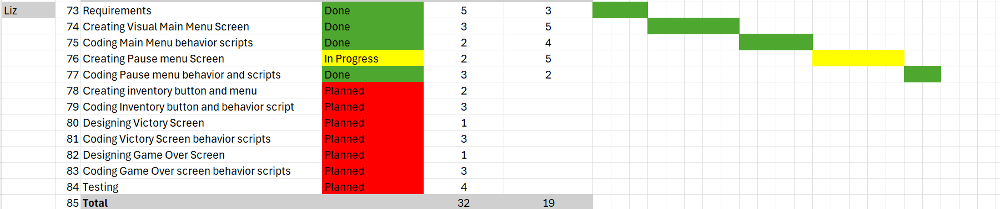 Liz 73 Requirements Done 5 3
74 Creating Visual Main Menu Screen Done 3 5
75 Coding Main Menu behavior scripts Done 2 4
76 Creating Pause menu Screen In Progress 2 5
77 Coding Pause menu behavior and scripts Done 3 2
78 Creating inventory button and menu Planned 2
79 Coding Inventory button and behavior script Planned 3
80 Designing Victory Screen Planned 1
81 Coding Victory Screen behavior scripts Planned 3
82 Designing Game Over Screen Planned 1
83 Coding Game Over screen behavior scripts Planned 3
84 Testing Planned 4
85 Total 32 19